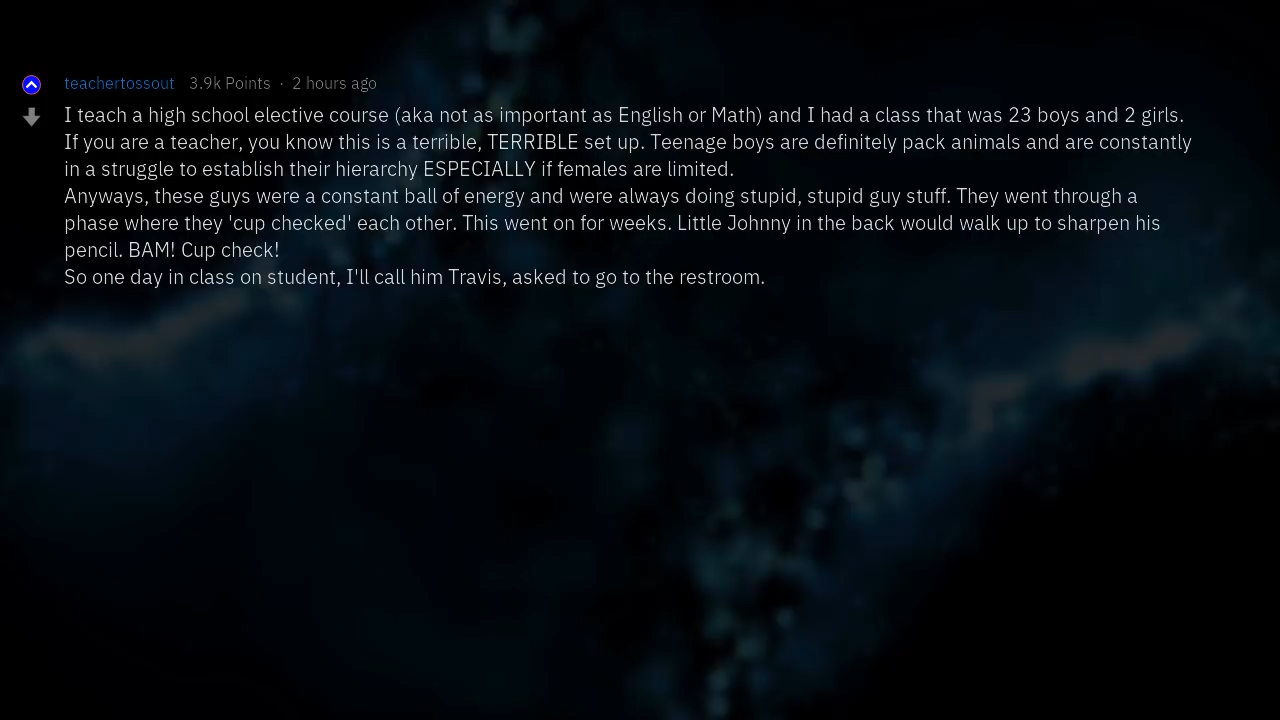 teachertossout 3.9k Points · 2 hours ago
I teach a high school elective course (aka not as important as English or Math) and I had a class that was 23 boys and 2 girls.
If you are a teacher, you know this is a terrible, TERRIBLE set up. Teenage boys are definitely pack animals and are constantly
in a struggle to establish their hierarchy ESPECIALLY if females are limited.
Anyways, these guys were a constant ball of energy and were always doing stupid, stupid guy stuff. They went through a
phase where they 'cup checked' each other. This went on for weeks. Little Johnny in the back would walk up to sharpen his
pencil. BAM! Cup check!
So one day in class on student, I'll call him Travis, asked to go to the restroom.